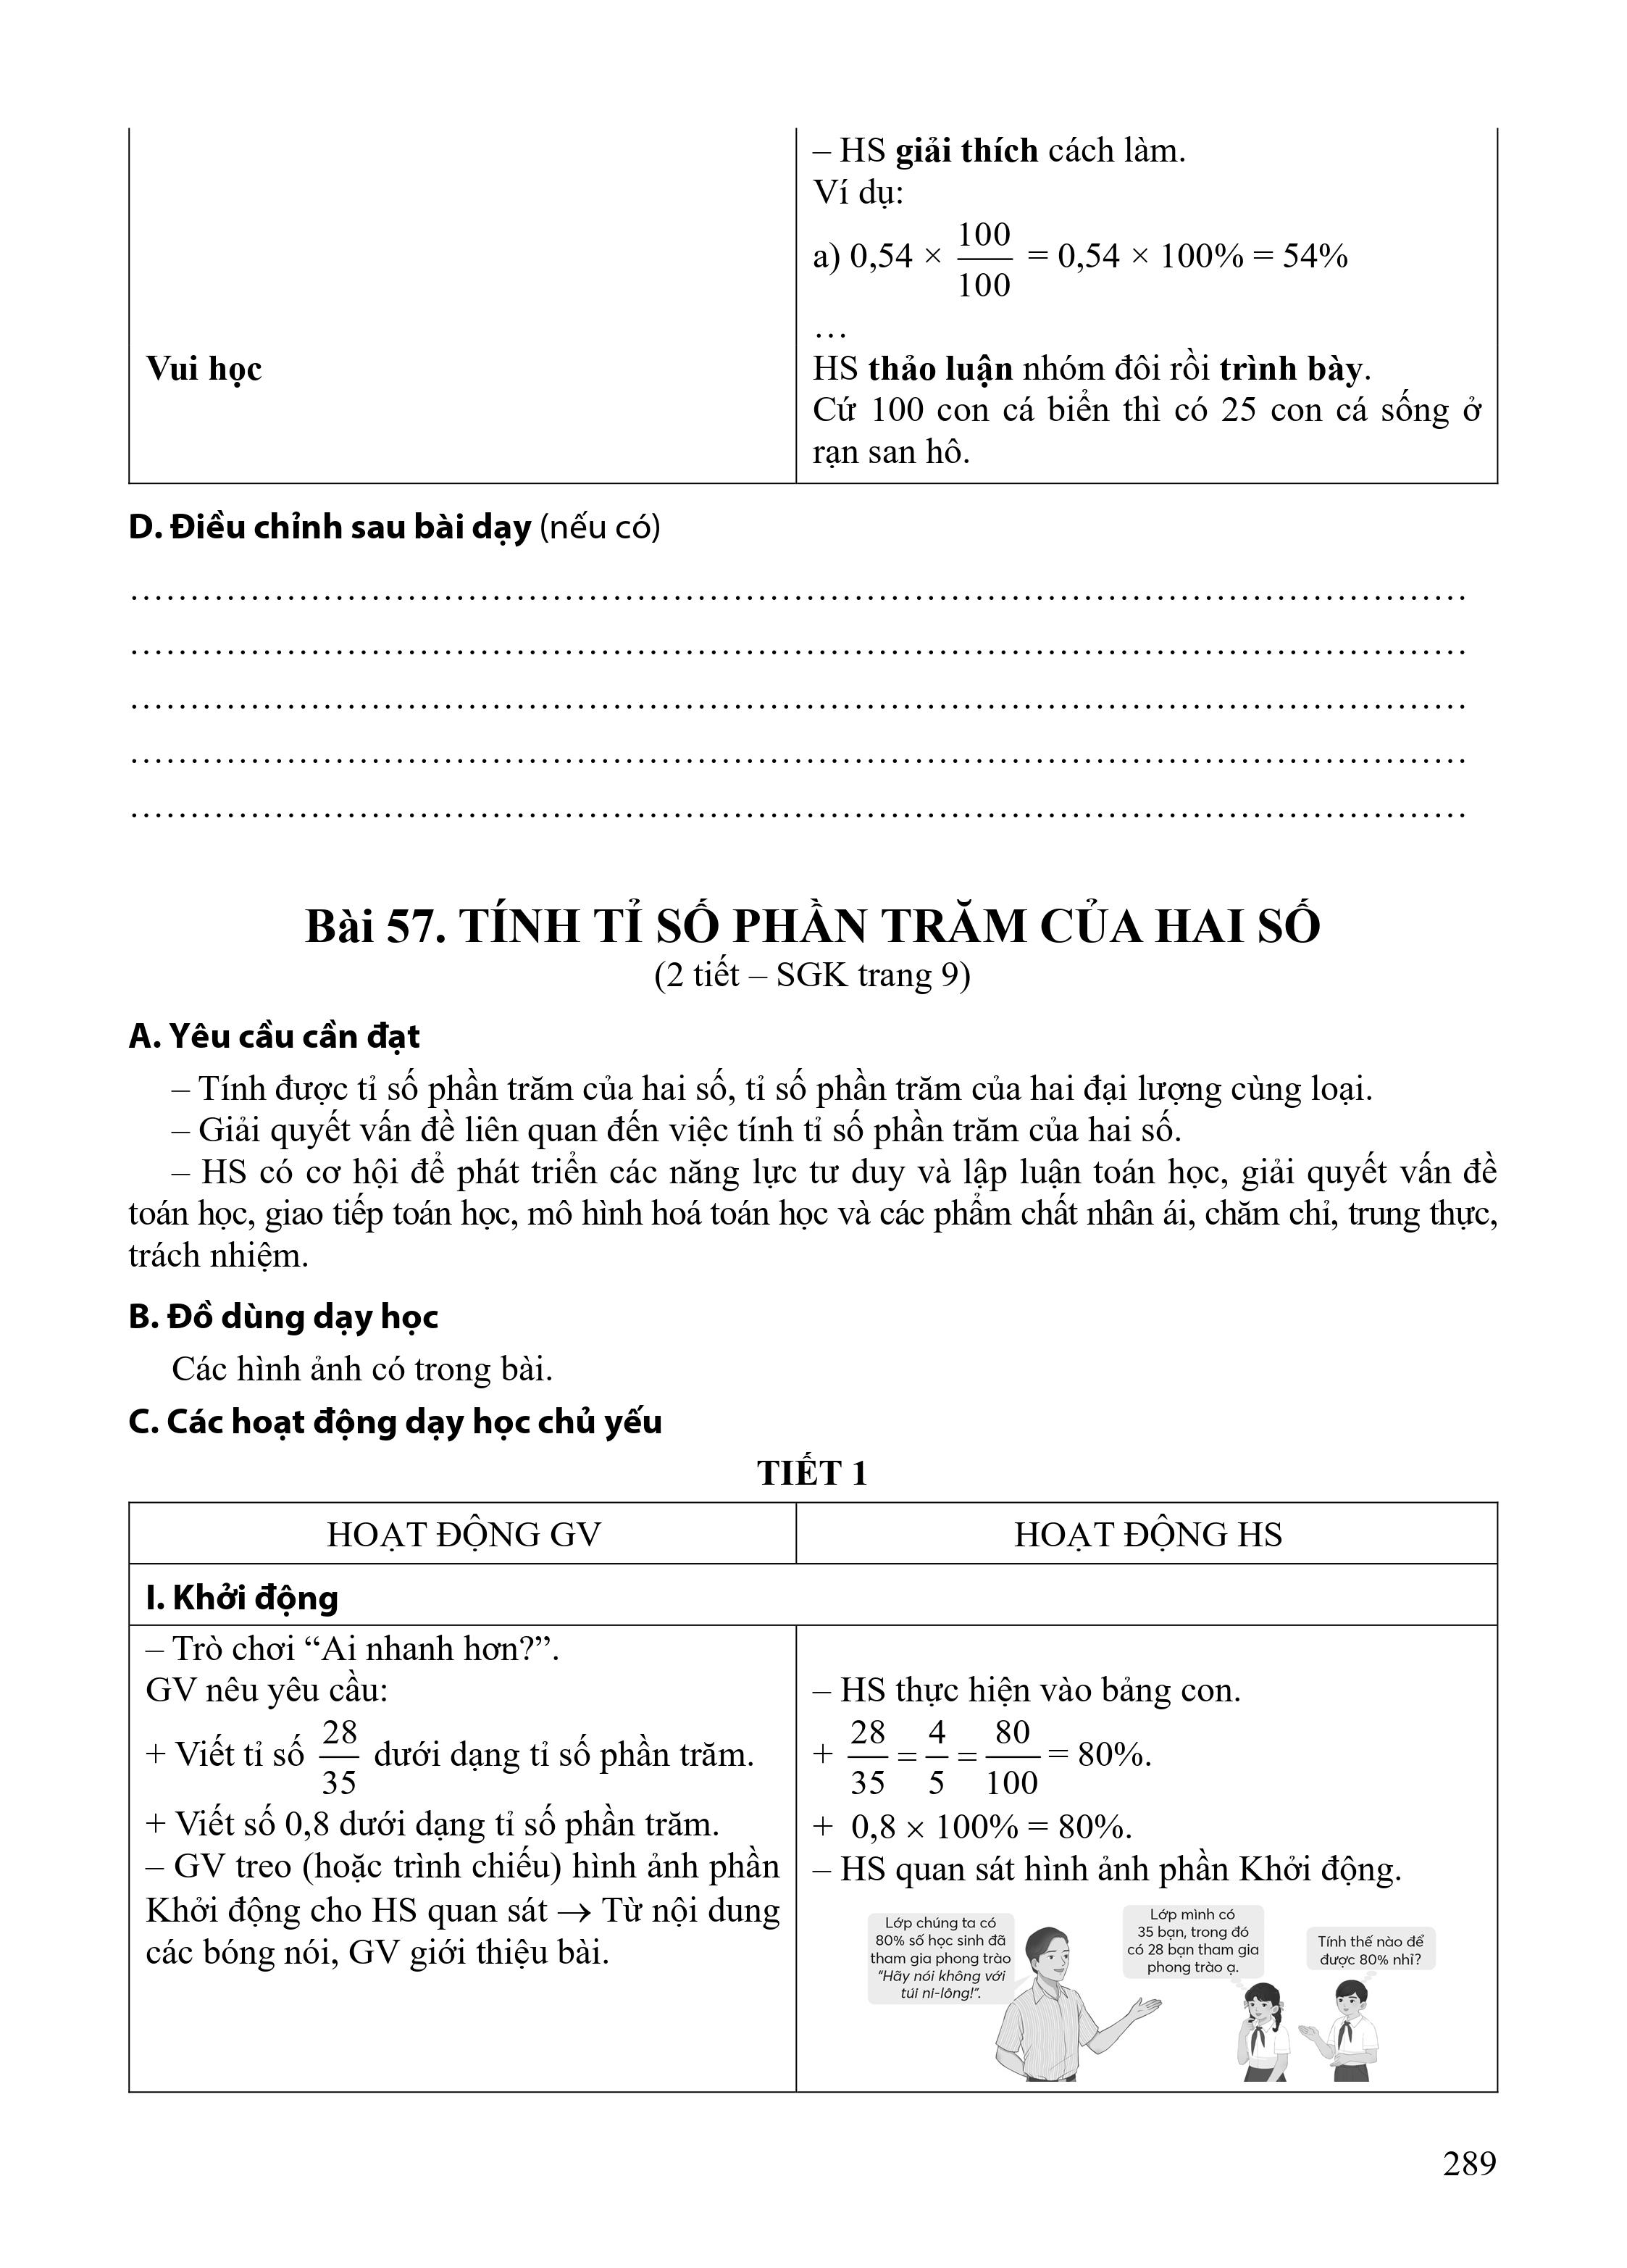 – HS giải thích cách làm.
Ví dụ:
a) 0,54 × 100/100 = 0,54 × 100% = 54%
…
Vui học
HS thảo luận nhóm đôi rồi trình bày.
Cứ 100 con cá biển thì có 25 con cá sống ở
rạn san hô.
D. Điều chỉnh sau bài dạy (nếu có)
……………………………………………………………………………………………
……………………………………………………………………………………………
……………………………………………………………………………………………
……………………………………………………………………………………………
……………………………………………………………………………………………
Bài 57. TÍNH TỈ SỐ PHẦN TRĂM CỦA HAI SỐ
(2 tiết – SGK trang 9)
A. Yêu cầu cần đạt
– Tính được tỉ số phần trăm của hai số, tỉ số phần trăm của hai đại lượng cùng loại.
– Giải quyết vấn đề liên quan đến việc tính tỉ số phần trăm của hai số.
– HS có cơ hội để phát triển các năng lực tư duy và lập luận toán học, giải quyết vấn đề
toán học, giao tiếp toán học, mô hình hoá toán học và các phẩm chất nhân ái, chăm chỉ, trung thực,
trách nhiệm.
B. Đồ dùng dạy học
Các hình ảnh có trong bài.
C. Các hoạt động dạy học chủ yếu
TIẾT 1
HOẠT ĐỘNG GV
HOẠT ĐỘNG HS
I. Khởi động
– Trò chơi “Ai nhanh hơn?”.
GV nêu yêu cầu:
+ Viết tỉ số 28/35 dưới dạng tỉ số phần trăm.
+ Viết số 0,8 dưới dạng tỉ số phần trăm.
– GV treo (hoặc trình chiếu) hình ảnh phần
Khởi động cho HS quan sát → Từ nội dung
các bóng nói, GV giới thiệu bài.
– HS thực hiện vào bảng con.
+ 28/35 = 4/5 = 80/100 = 80%.
+ 0,8 × 100% = 80%.
– HS quan sát hình ảnh phần Khởi động.
Lớp chúng ta có
80% số học sinh đã
tham gia phong trào
“Hãy nói không với
túi ni-lông!”.
Lớp mình có
35 bạn, trong đó
có 28 bạn tham gia
phong trào ạ.
Tính thế nào để
được 80% nhỉ?
289